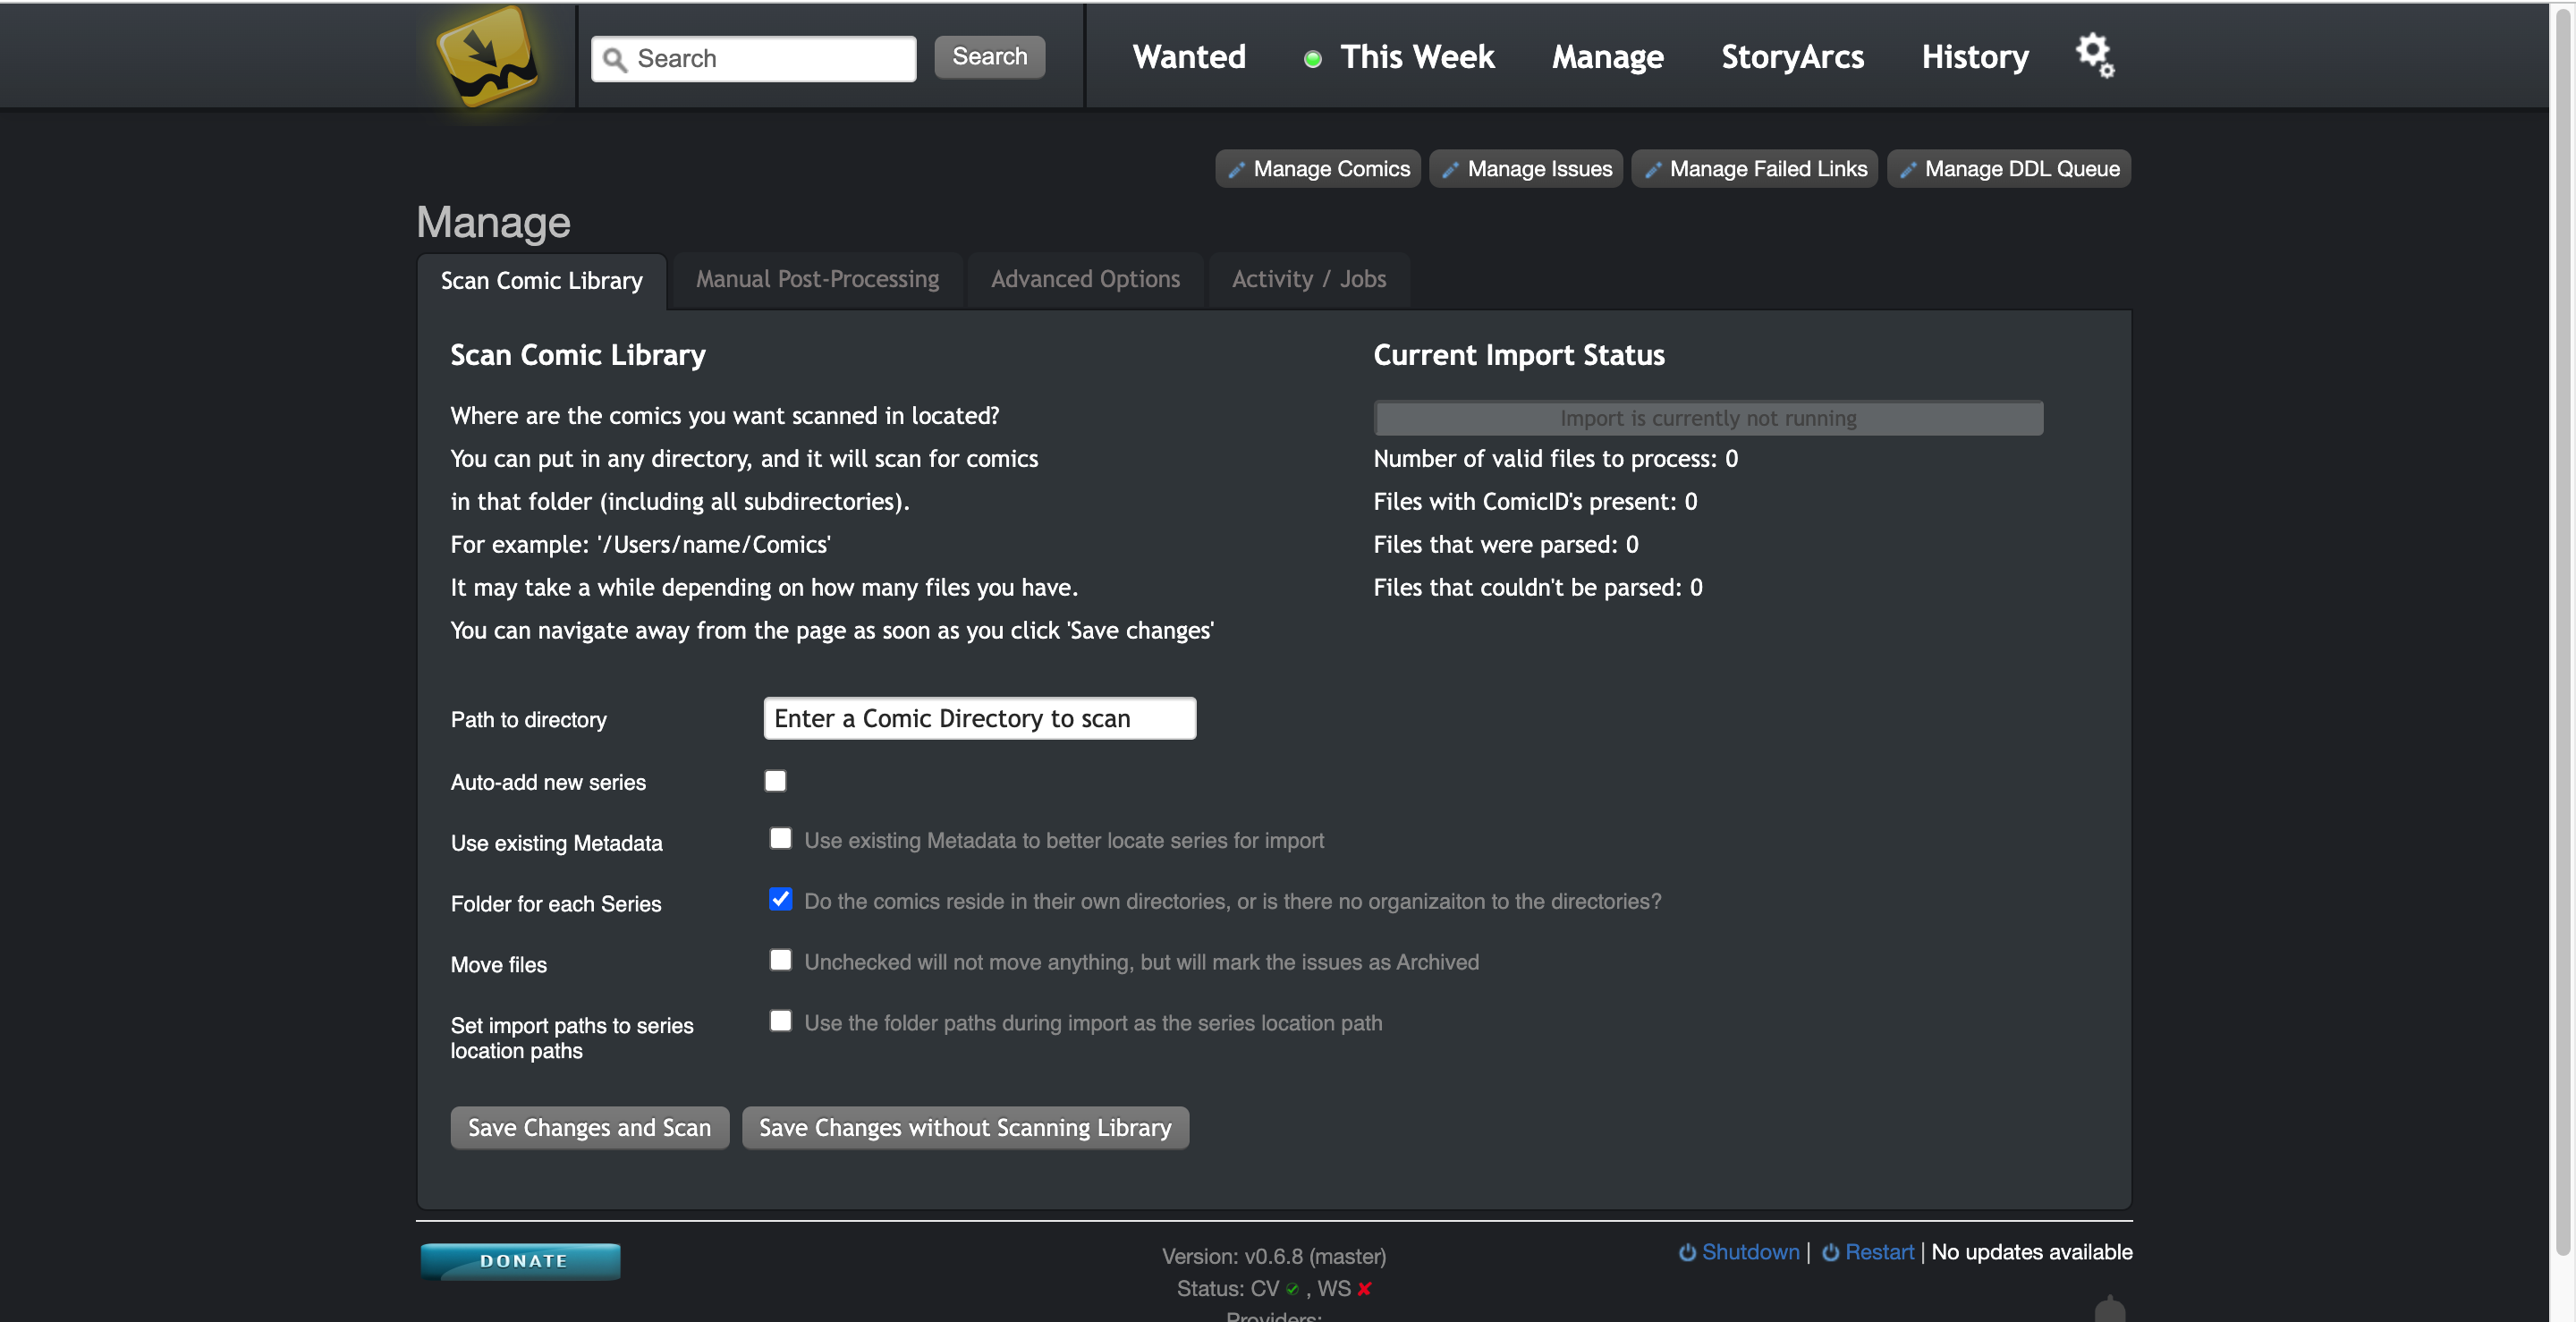 Search
Search
Wanted
This Week
Manage
StoryArcs
History
Manage Comics
Manage Issues
Manage Failed Links
Manage DDL Queue
Manage
Scan Comic Library
Manual Post-Processing
Advanced Options
Activity / Jobs
Scan Comic Library
Where are the comics you want scanned in located?
You can put in any directory, and it will scan for comics
in that folder (including all subdirectories).
For example: '/Users/name/Comics'
It may take a while depending on how many files you have.
You can navigate away from the page as soon as you click 'Save changes'
Current Import Status
Import is currently not running
Number of valid files to process: 0
Files with ComicID's present: 0
Files that were parsed: 0
Files that couldn't be parsed: 0
Path to directory
Enter a Comic Directory to scan
Auto-add new series
Use existing Metadata
Use existing Metadata to better locate series for import
Folder for each Series
Do the comics reside in their own directories, or is there no organizaiton to the directories?
Move files
Unchecked will not move anything, but will mark the issues as Archived
Set import paths to series
location paths
Use the folder paths during import as the series location path
Save Changes and Scan
Save Changes without Scanning Library
DONATE
Version: v0.6.8 (master)
Status: CV , WS
Providers:
Shutdown | Restart | No updates available